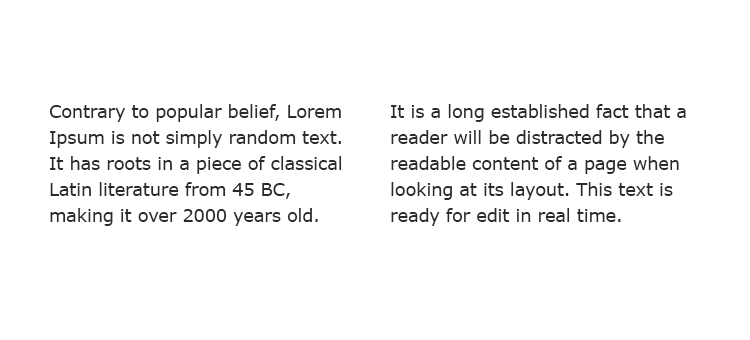 Contrary to popular belief, Lorem
Ipsum is not simply random text.
It has roots in a piece of classical
Latin literature from 45 BC,
making it over 2000 years old.
It is a long established fact that a
reader will be distracted by the
readable content of a page when
looking at its layout. This text is
ready for edit in real time.